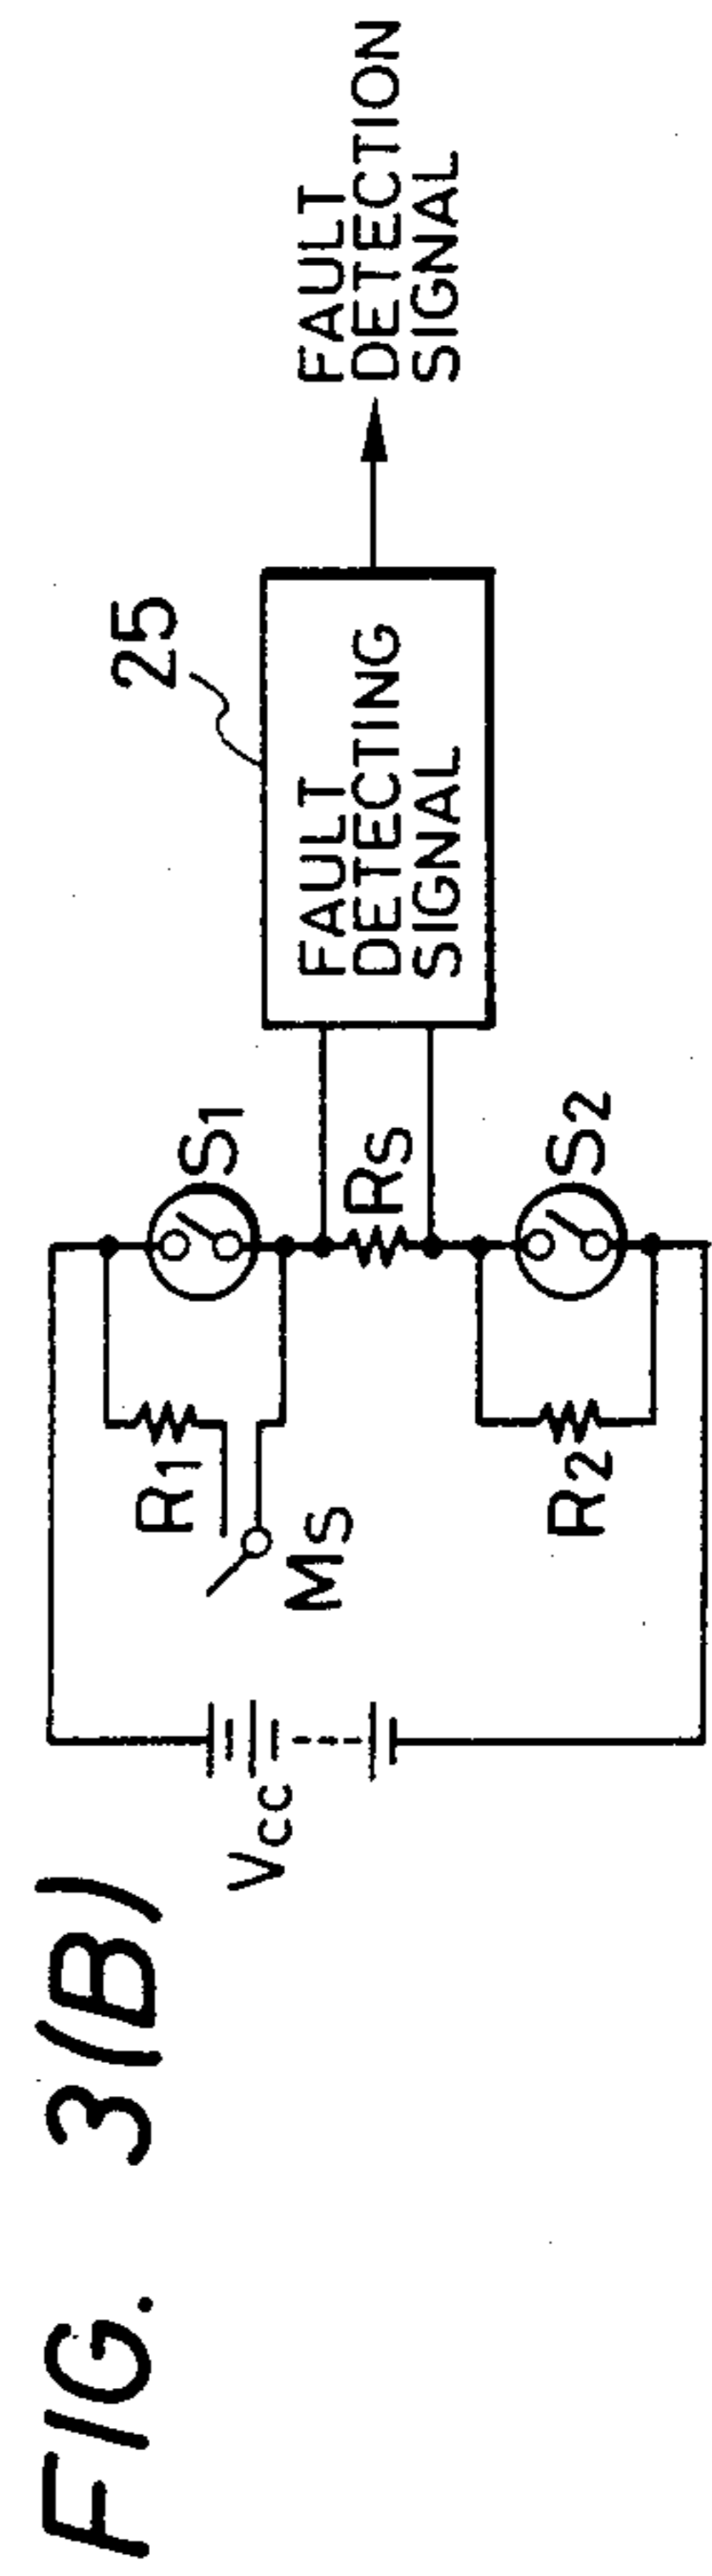 FIG. 3(B)
VCC
R1
MS
S1
RS
R2
S2
25
FAULT
DETECTING
SIGNAL
FAULT
DETECTION
SIGNAL